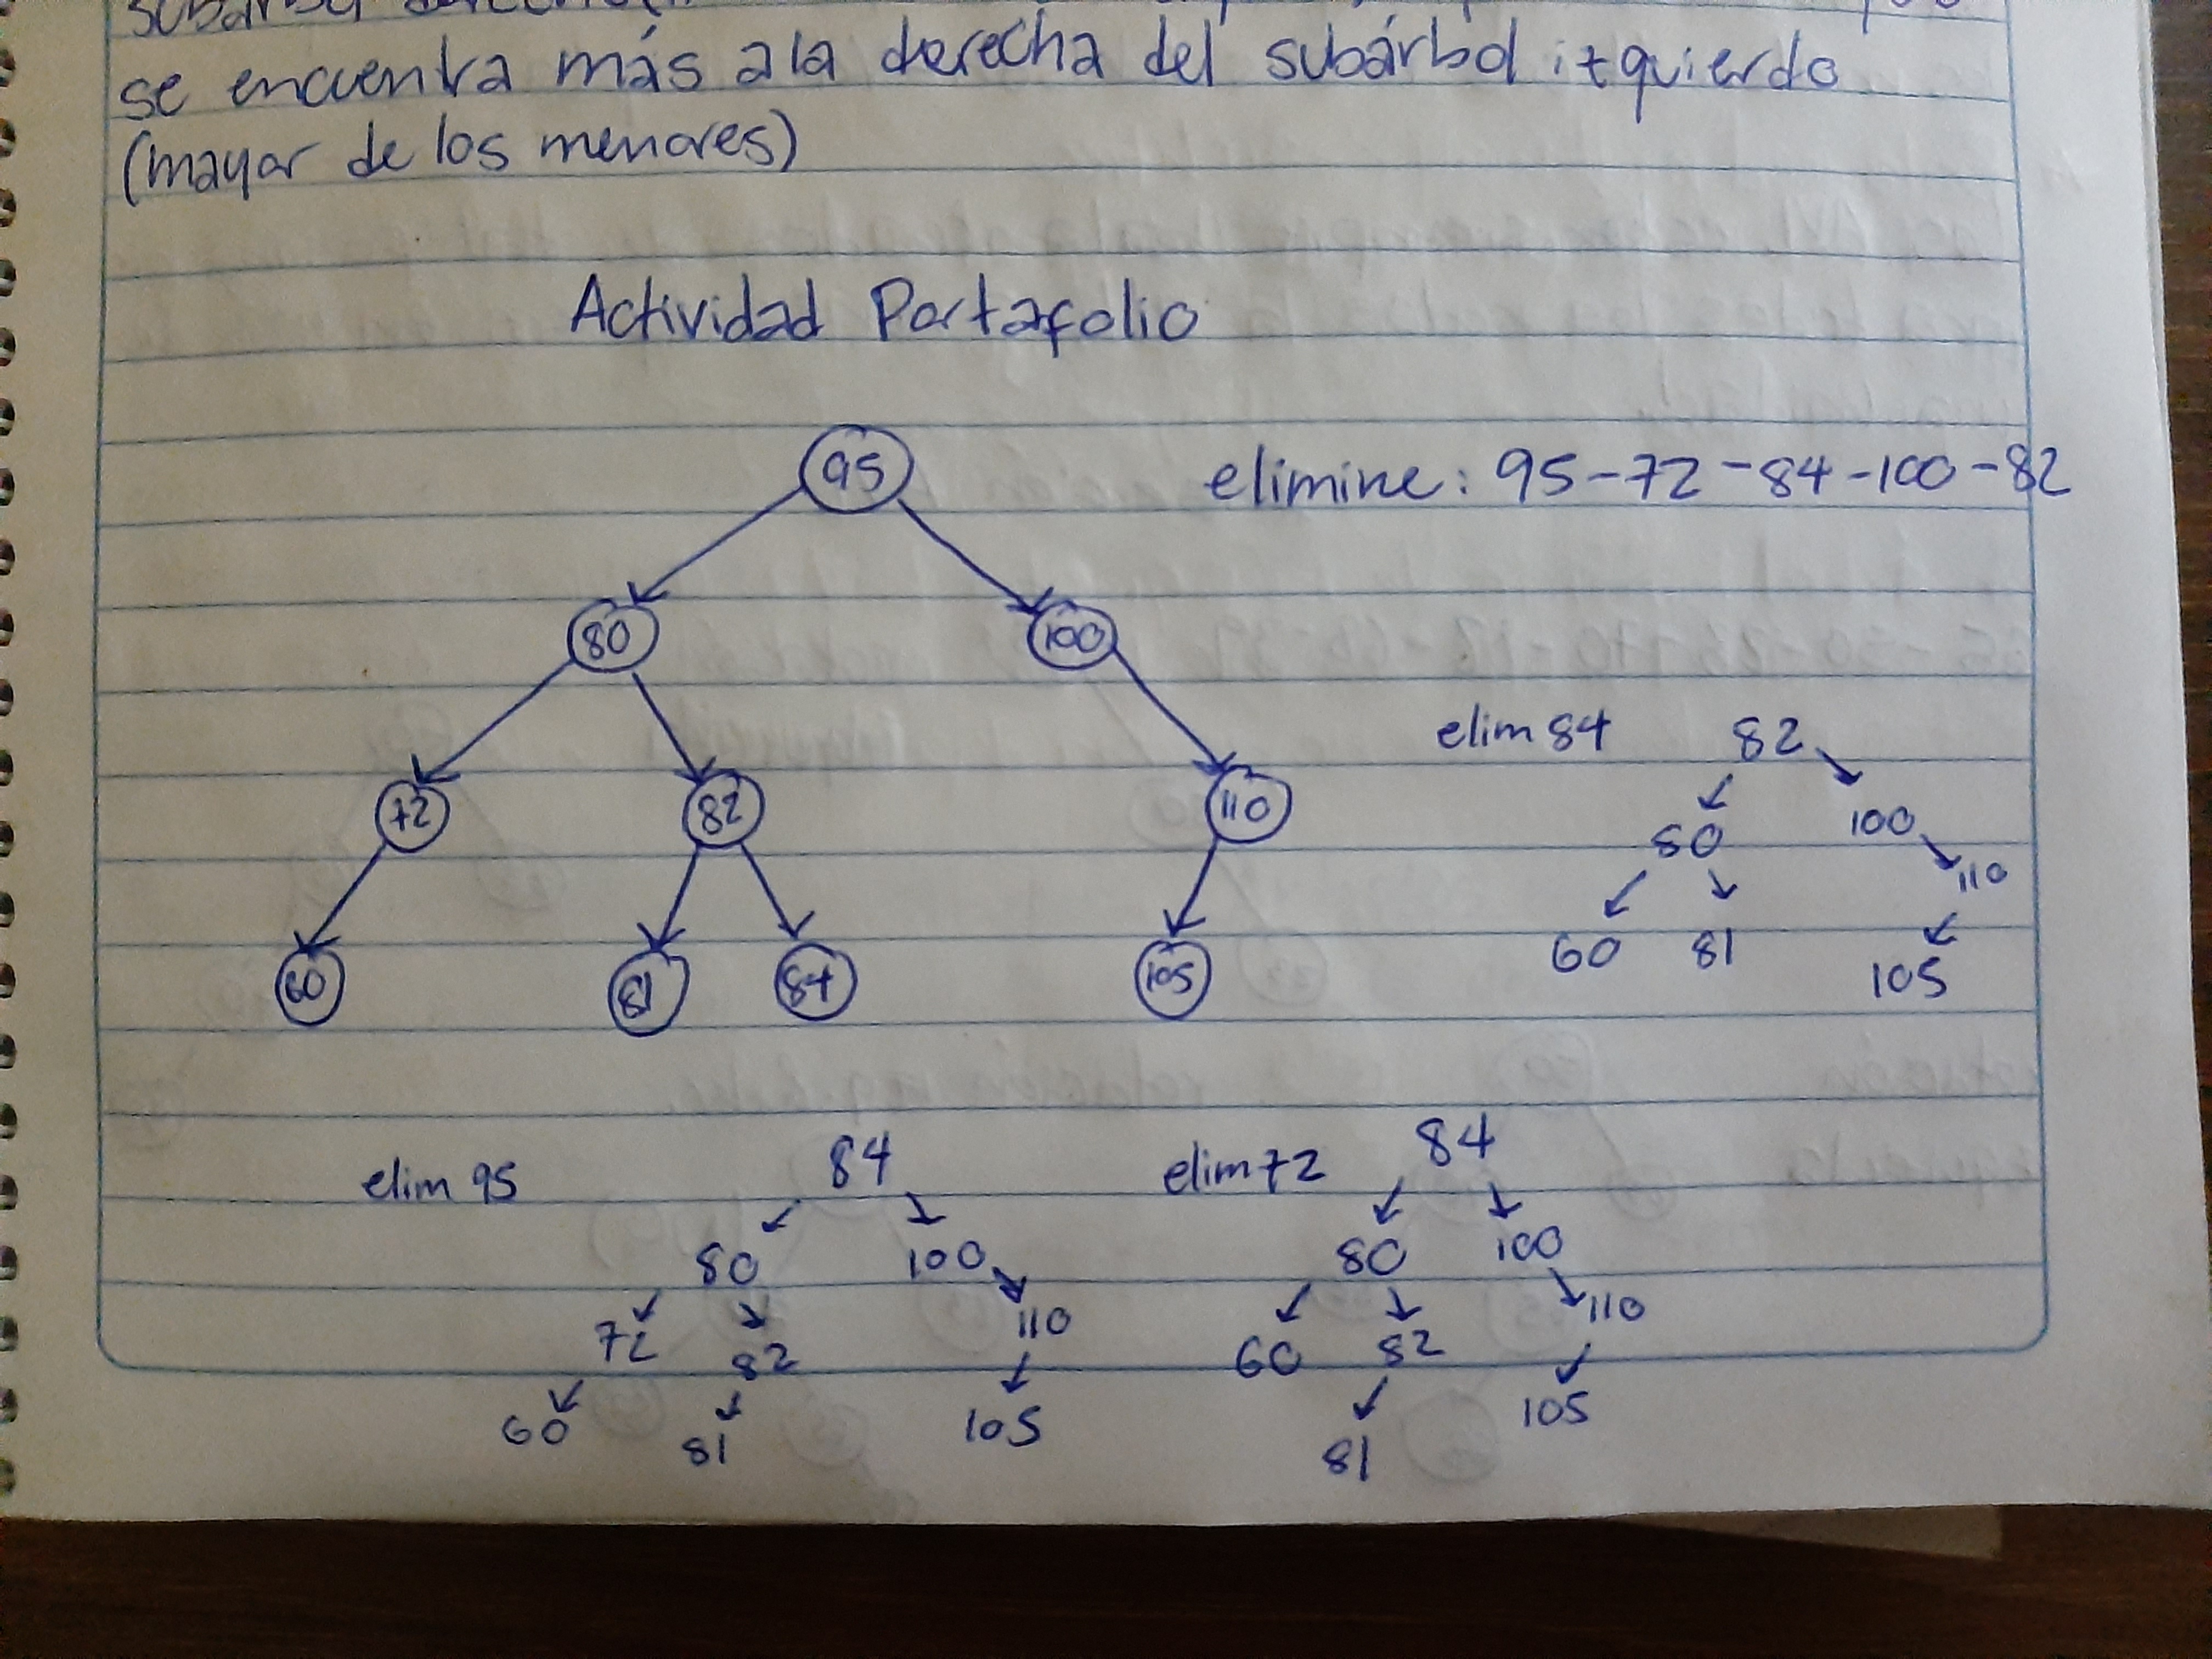 se encuentra más a la derecha del subárbol izquierdo
(mayor de los menores)
Actividad Portafolio
95 elimine: 95-72-84-100-82
80 100
72 82 110
60 81 84 105
elim 84 82
80 100
110
60 81
105
elim 95 84
80 100
72 82 110
60 81 105
elim 72 84
80 100
60 82 110
81 105